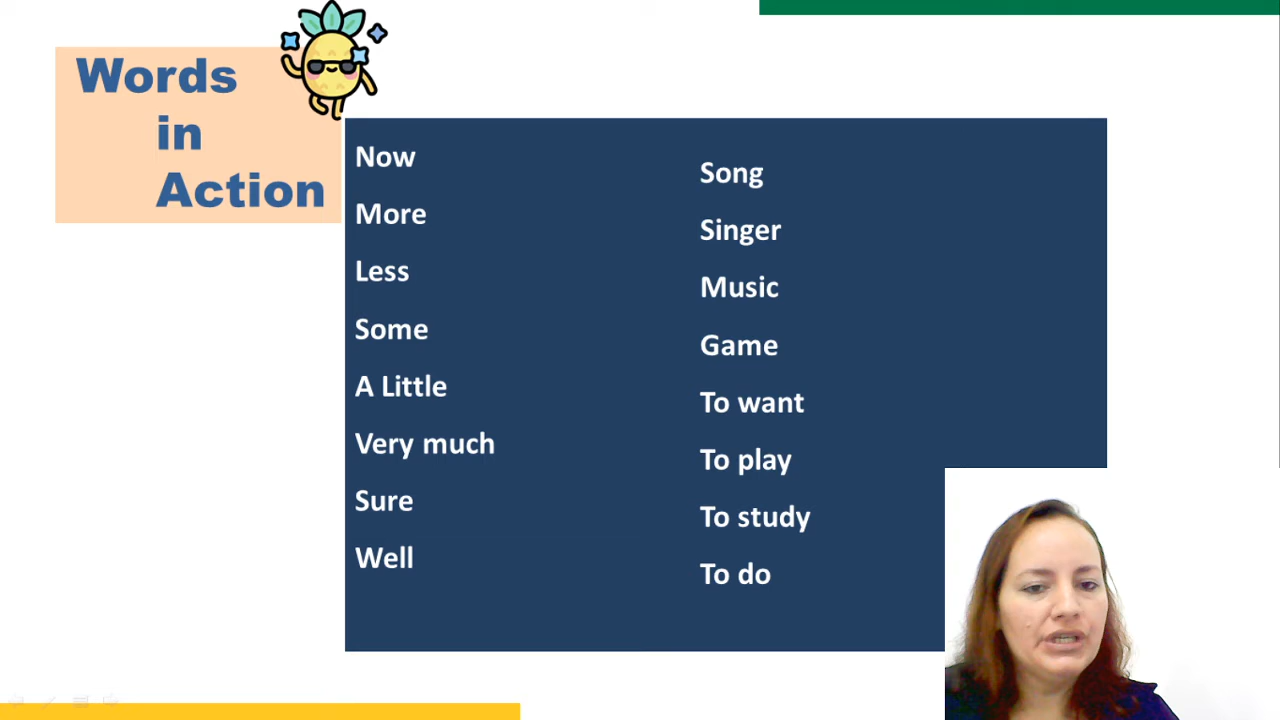 Words
in
Action
Now
More
Less
Some
A Little
Very much
Sure
Well
Song
Singer
Music
Game
To want
To play
To study
To do